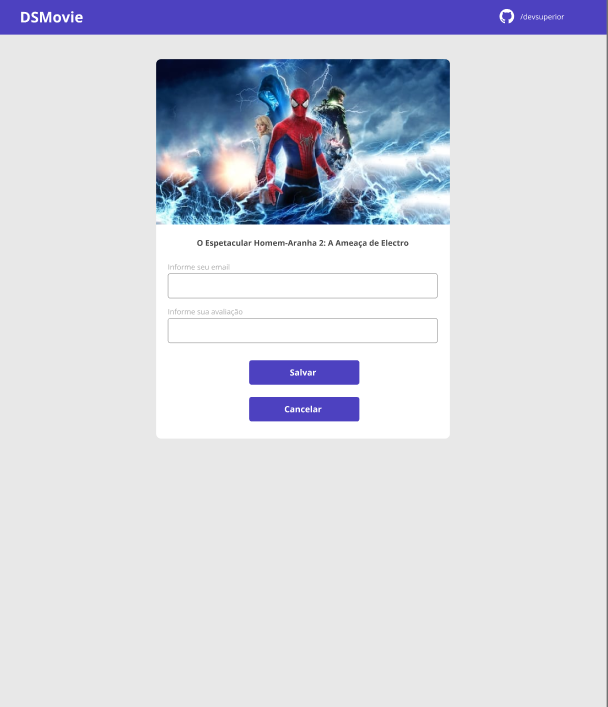 DSMovie
/devsuperior
O Espetacular Homem-Aranha 2: A Ameaça de Electro
Informe seu email
Informe sua avaliação
Salvar
Cancelar